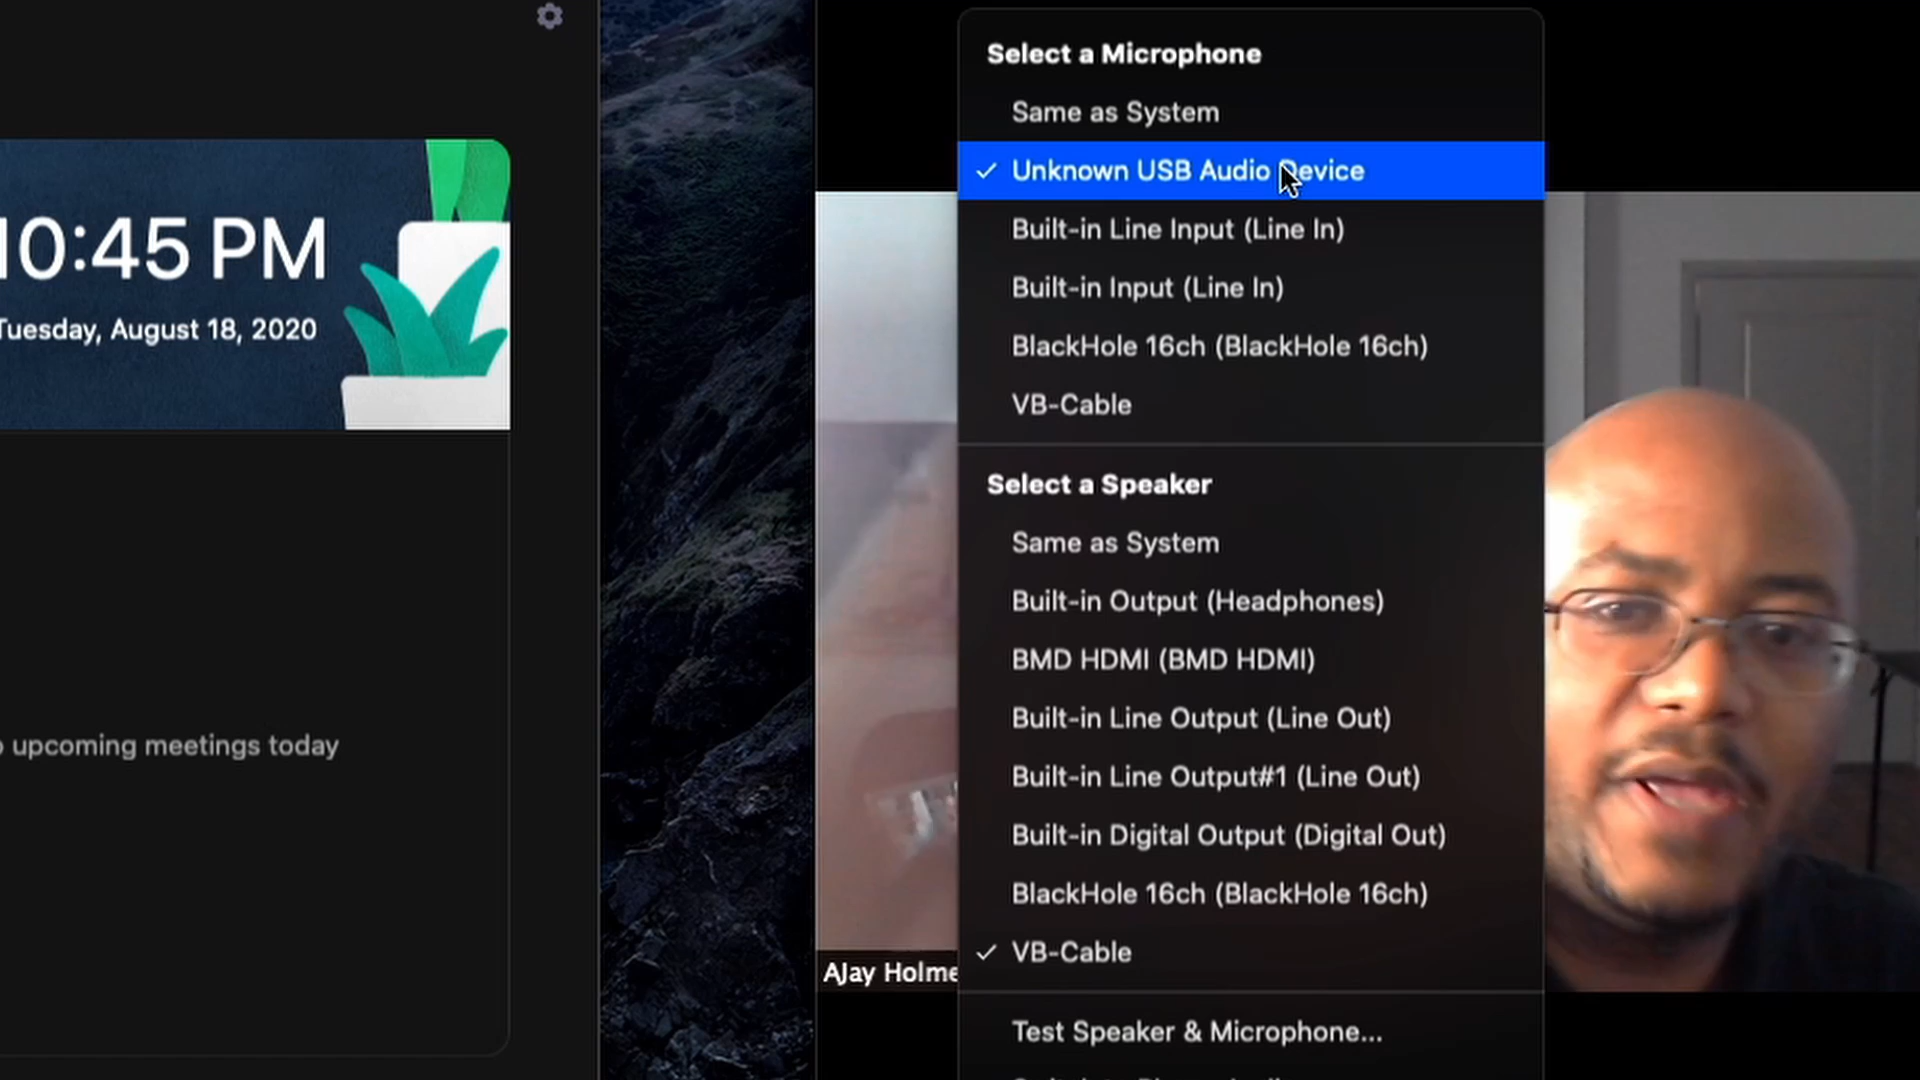 10:45 PM
Tuesday, August 18, 2020
upcoming meetings today
Select a Microphone
Same as System
Unknown USB Audio Device
Built-in Line Input (Line In)
Built-in Input (Line In)
BlackHole 16ch (BlackHole 16ch)
VB-Cable
Select a Speaker
Same as System
Built-in Output (Headphones)
BMD HDMI (BMD HDMI)
Built-in Line Output (Line Out)
Built-in Line Output#1 (Line Out)
Built-in Digital Output (Digital Out)
BlackHole 16ch (BlackHole 16ch)
VB-Cable
Test Speaker & Microphone...
AJay Holme